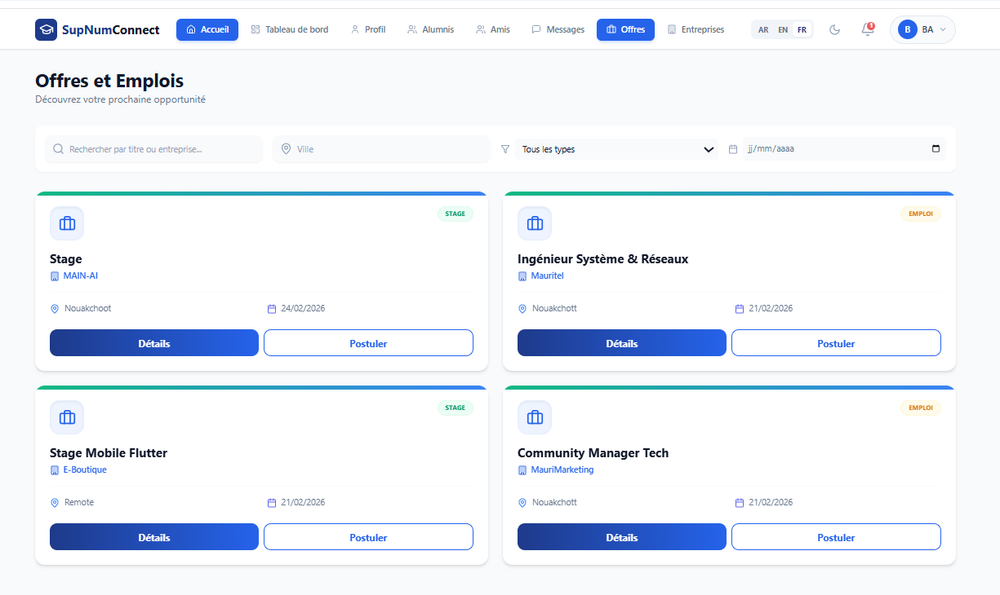 SupNumConnect Accueil Tableau de bord Profil Alumnis Amis Messages Offres Entreprises AR EN FR 1 B BA
Offres et Emplois
Découvrez votre prochaine opportunité
Rechercher par titre ou entreprise... Ville Tous les types jj/mm/aaaa
STAGE
Stage
MAIN-AI
Nouakchoot 24/02/2026
Détails Postuler
EMPLOI
Ingénieur Système & Réseaux
Mauritel
Nouakchott 21/02/2026
Détails Postuler
STAGE
Stage Mobile Flutter
E-Boutique
Remote 21/02/2026
Détails Postuler
EMPLOI
Community Manager Tech
MauriMarketing
Nouakchott 21/02/2026
Détails Postuler